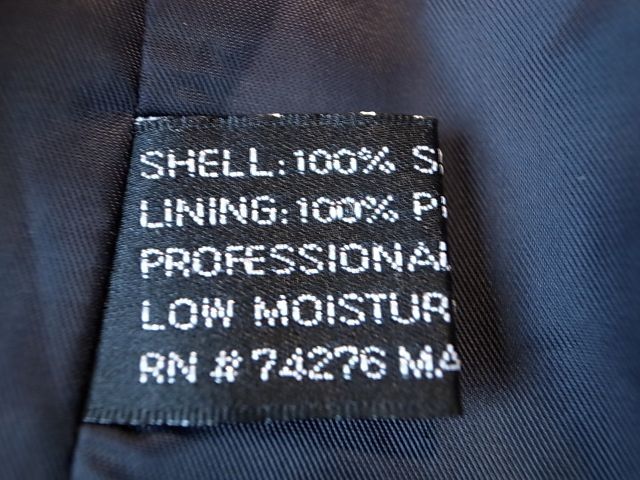 SHELL: 100% S
LINING: 100% P
PROFESSIONAL
LOW MOISTUR
RN # 74276 MA